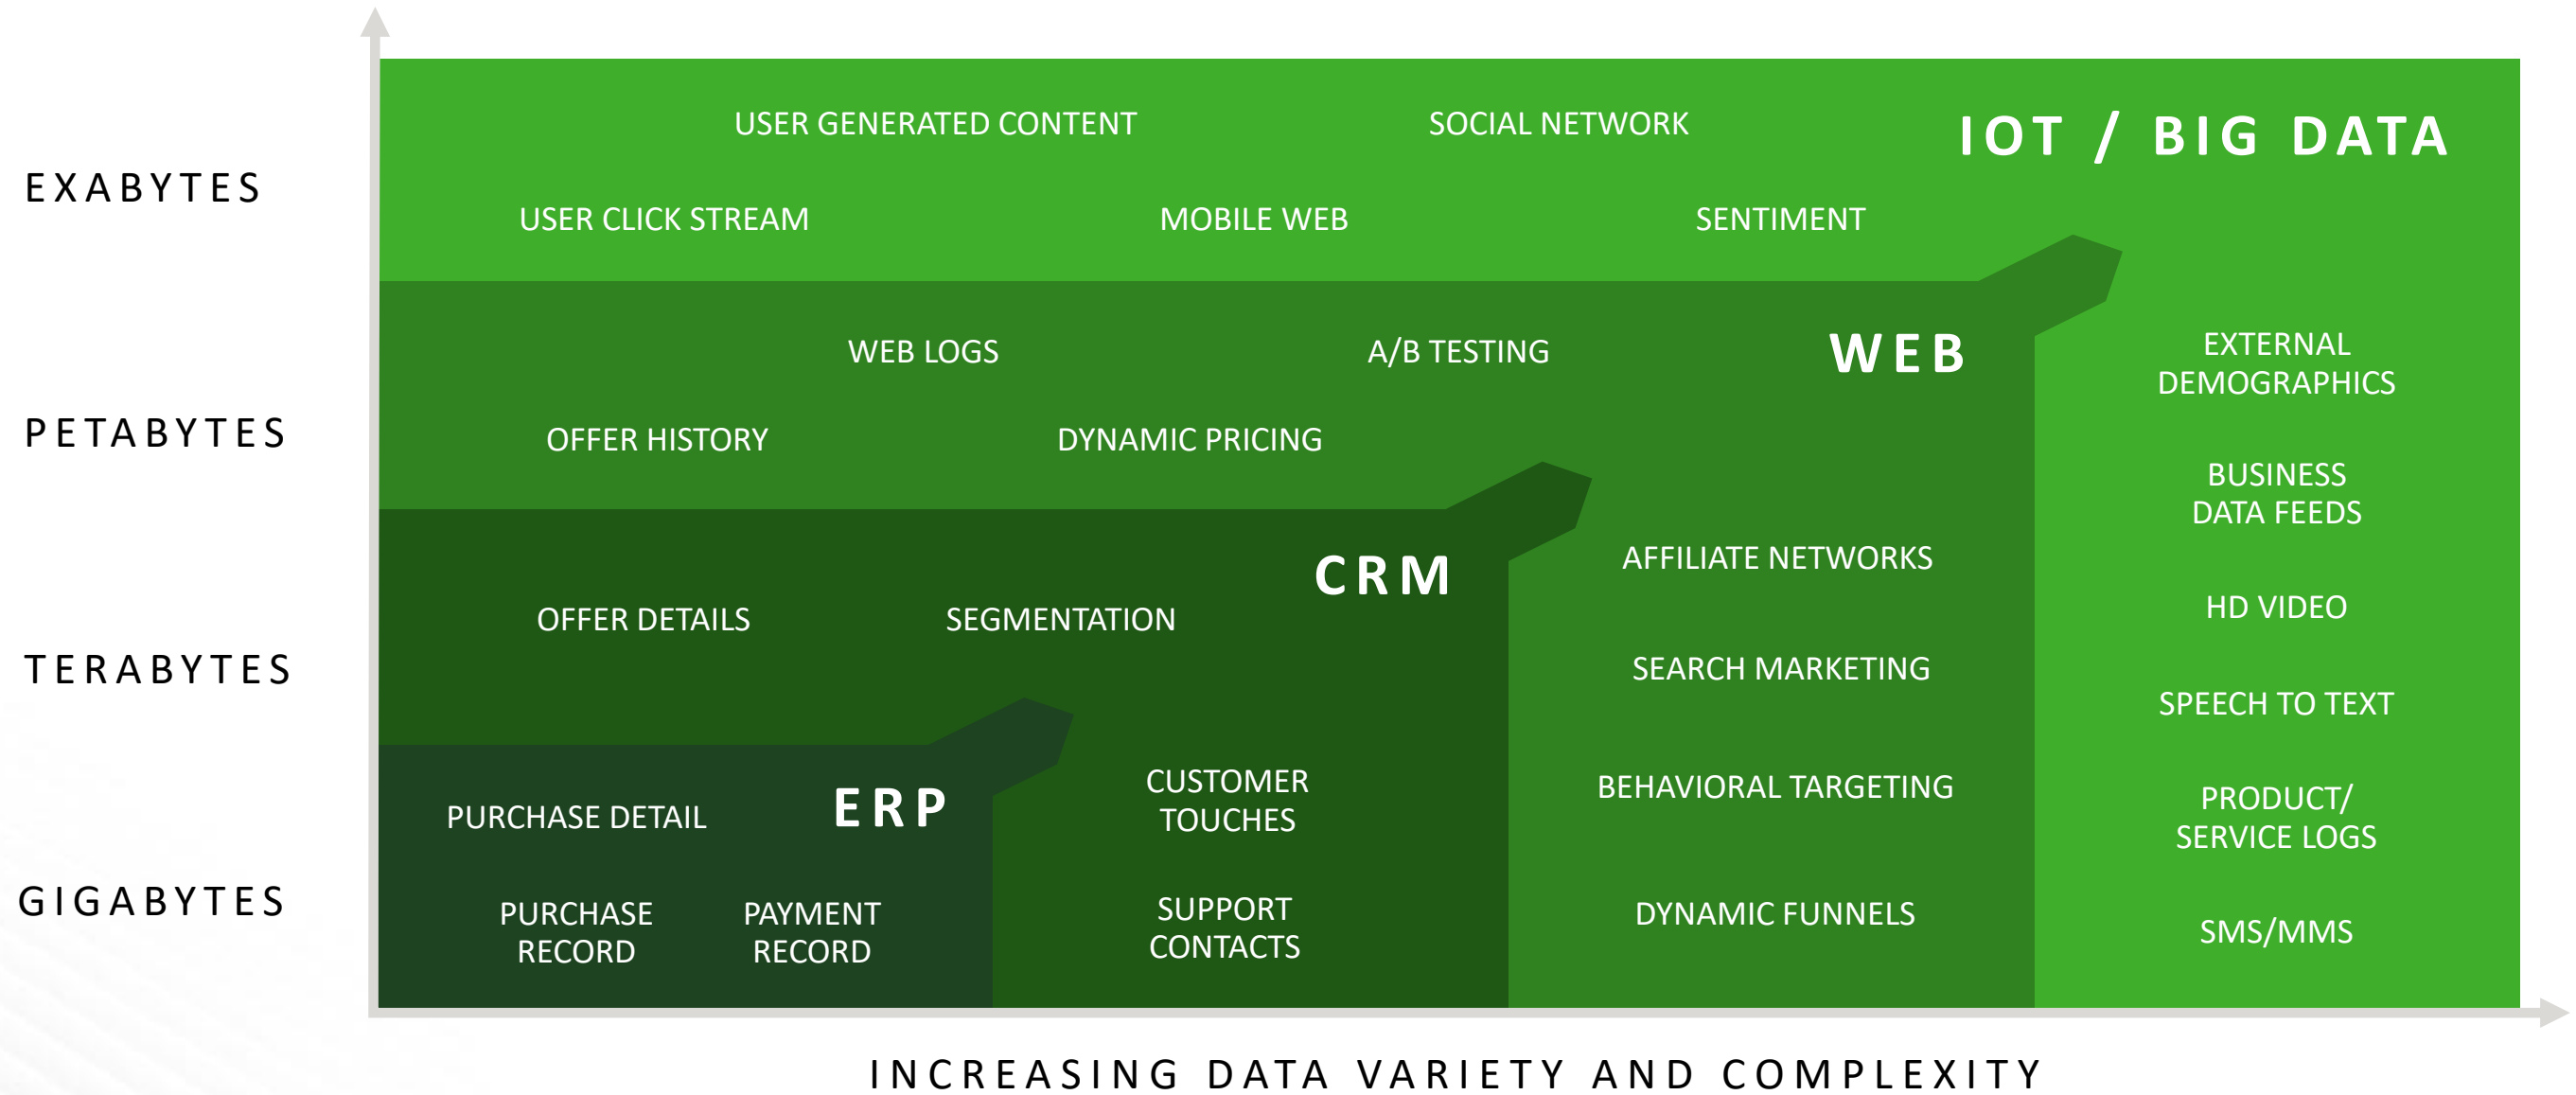 USER GENERATED CONTENT
SOCIAL NETWORK
IOT / BIG DATA
EXABYTES
USER CLICK STREAM
MOBILE WEB
SENTIMENT
WEB LOGS
A/B TESTING
WEB
EXTERNAL
DEMOGRAPHICS
PETABYTES
OFFER HISTORY
DYNAMIC PRICING
BUSINESS
DATA FEEDS
CRM
AFFILIATE NETWORKS
OFFER DETAILS
SEGMENTATION
HD VIDEO
TERABYTES
SEARCH MARKETING
SPEECH TO TEXT
PURCHASE DETAIL
ERP
CUSTOMER
TOUCHES
BEHAVIORAL TARGETING
PRODUCT/
SERVICE LOGS
GIGABYTES
PURCHASE
RECORD
PAYMENT
RECORD
SUPPORT
CONTACTS
DYNAMIC FUNNELS
SMS/MMS
INCREASING DATA VARIETY AND COMPLEXITY